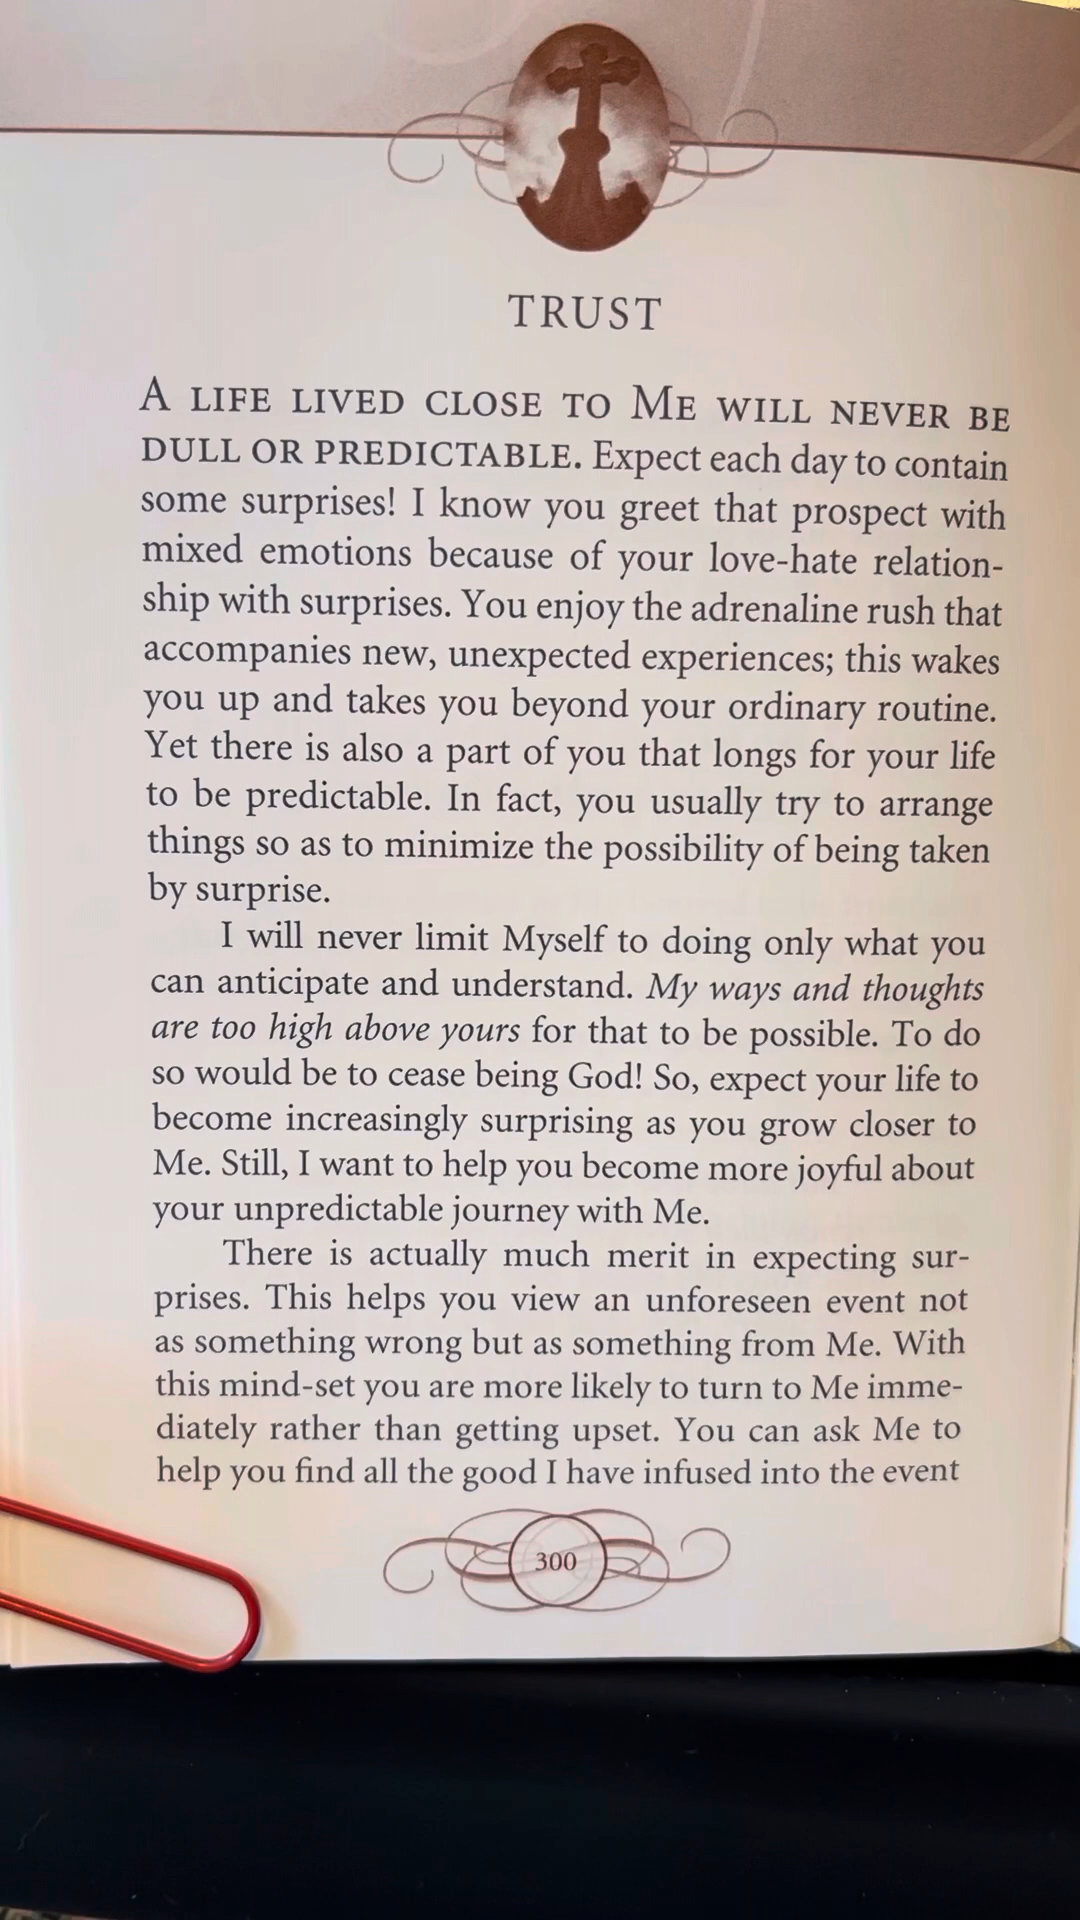 TRUST
A LIFE LIVED CLOSE TO ME WILL NEVER BE
DULL OR PREDICTABLE. Expect each day to contain
some surprises! I know you greet that prospect with
mixed emotions because of your love-hate relation-
ship with surprises. You enjoy the adrenaline rush that
accompanies new, unexpected experiences; this wakes
you up and takes you beyond your ordinary routine.
Yet there is also a part of you that longs for your life
to be predictable. In fact, you usually try to arrange
things so as to minimize the possibility of being taken
by surprise.
I will never limit Myself to doing only what you
can anticipate and understand. My ways and thoughts
are too high above yours for that to be possible. To do
so would be to cease being God! So, expect your life to
become increasingly surprising as you grow closer to
Me. Still, I want to help you become more joyful about
your unpredictable journey with Me.
There is actually much merit in expecting sur-
prises. This helps you view an unforeseen event not
as something wrong but as something from Me. With
this mind-set you are more likely to turn to Me imme-
diately rather than getting upset. You can ask Me to
help you find all the good I have infused into the event
300